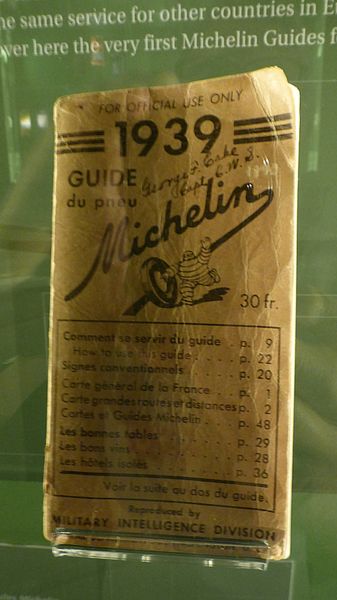 he same service for other countries in Eu
ver here the very first Michelin Guides f
FOR OFFICIAL USE ONLY
1939
GUIDE
du pneu
George F. Cake
Capt. C.W.S.
Michelin
30 fr.
Comment se servir du guide . p. 9
How to use this guide . . . . p. 22
Signes conventionnels . . . p. 20
Carte général de la France . p. 1
Carte grandes routes et distances p. 2
Cartes et Guides Michelin . . p. 48
Les bonnes tables . . . . p. 29
Les bons vins . . . . p. 28
Les hôtels isolés . . . . p. 36
Voir la suite au dos du guide.
Reproduced by
MILITARY INTELLIGENCE DIVISION